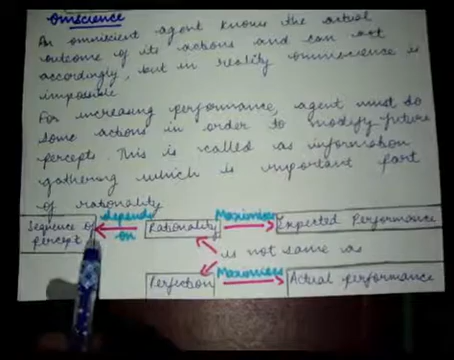 Omscience
An omniscient agent knows the actual
outcome of its actions and can act
accordingly, but in reality omniscience is
impossible
For increasing performance, agent must do
some actions in order to modify future
percepts. This is called as information
gathering which is important part
of rationality
Sequence of
percept
depends
on
Rationality
Maximises
Expected Performance
is not same as
Perfection
Maximises
Actual performance